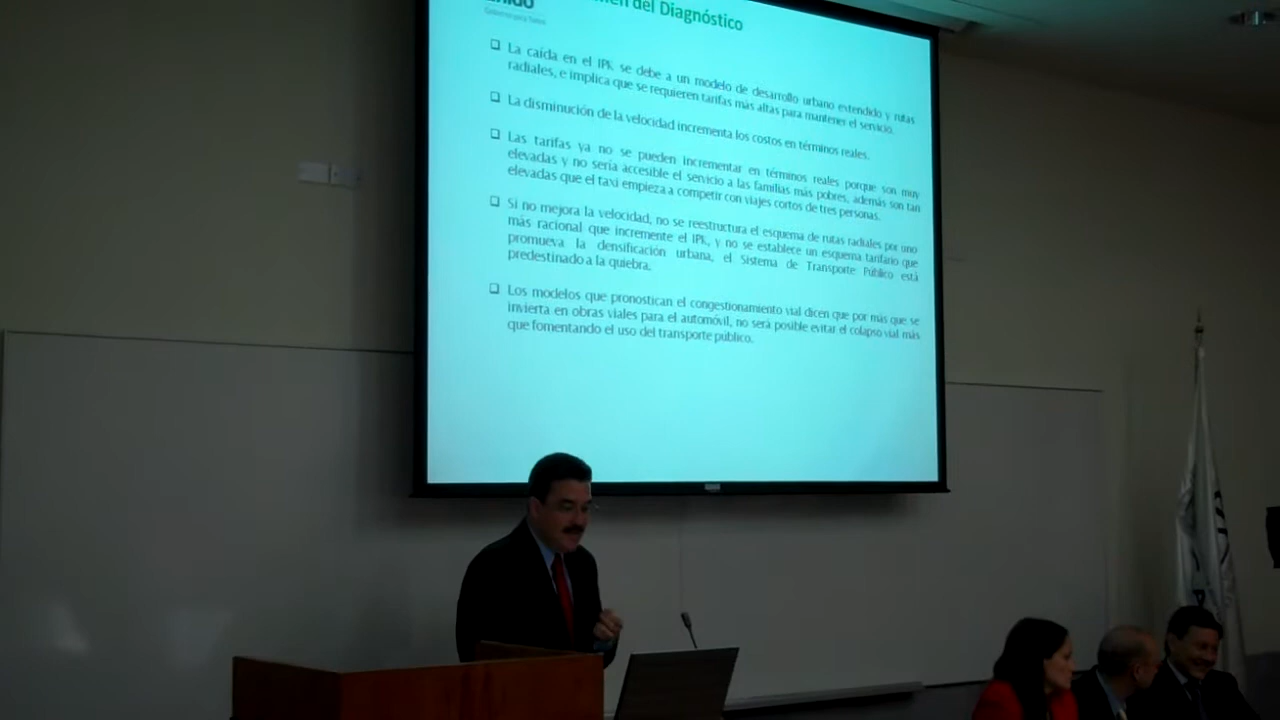 del Diagnóstico
❑ La caída en el IPK se debe a un modelo de desarrollo urbano extendido y rutas
radiales, e implica que se requieren tarifas más altas para mantener el servicio.
❑ La disminución de la velocidad incrementa los costos en términos reales.
❑ Las tarifas ya no se pueden incrementar en términos reales porque son muy
elevadas y no sería accesible el servicio a las familias más pobres, además son tan
elevadas que el taxi empieza a competir con viajes cortos de tres personas.
❑ Si no mejora la velocidad, no se reestructura el esquema de rutas radiales por uno
más racional que incremente el IPK, y no se establece un esquema tarifario que
promueva la densificación urbana, el Sistema de Transporte Público está
predestinado a la quiebra.
❑ Los modelos que pronostican el congestionamiento vial dicen que por más que se
invierta en obras viales para el automóvil, no será posible evitar el colapso vial más
que fomentando el uso del transporte público.